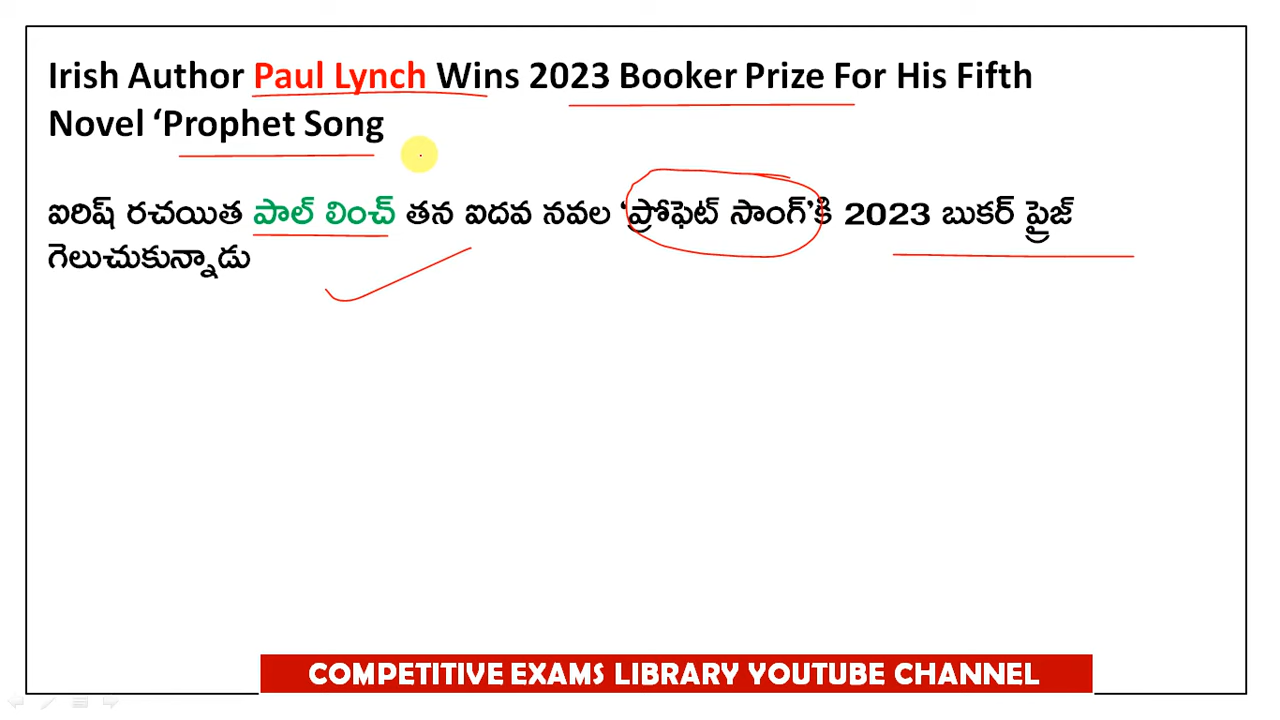 Irish Author Paul Lynch Wins 2023 Booker Prize For His Fifth
Novel ‘Prophet Song
ఐరిష్ రచయిత పాల్ లించ్ తన ఐదవ నవల ‘ప్రోఫెట్ సాంగ్’కి 2023 బుకర్ ప్రైజ్
గెలుచుకున్నాడు
COMPETITIVE EXAMS LIBRARY YOUTUBE CHANNEL